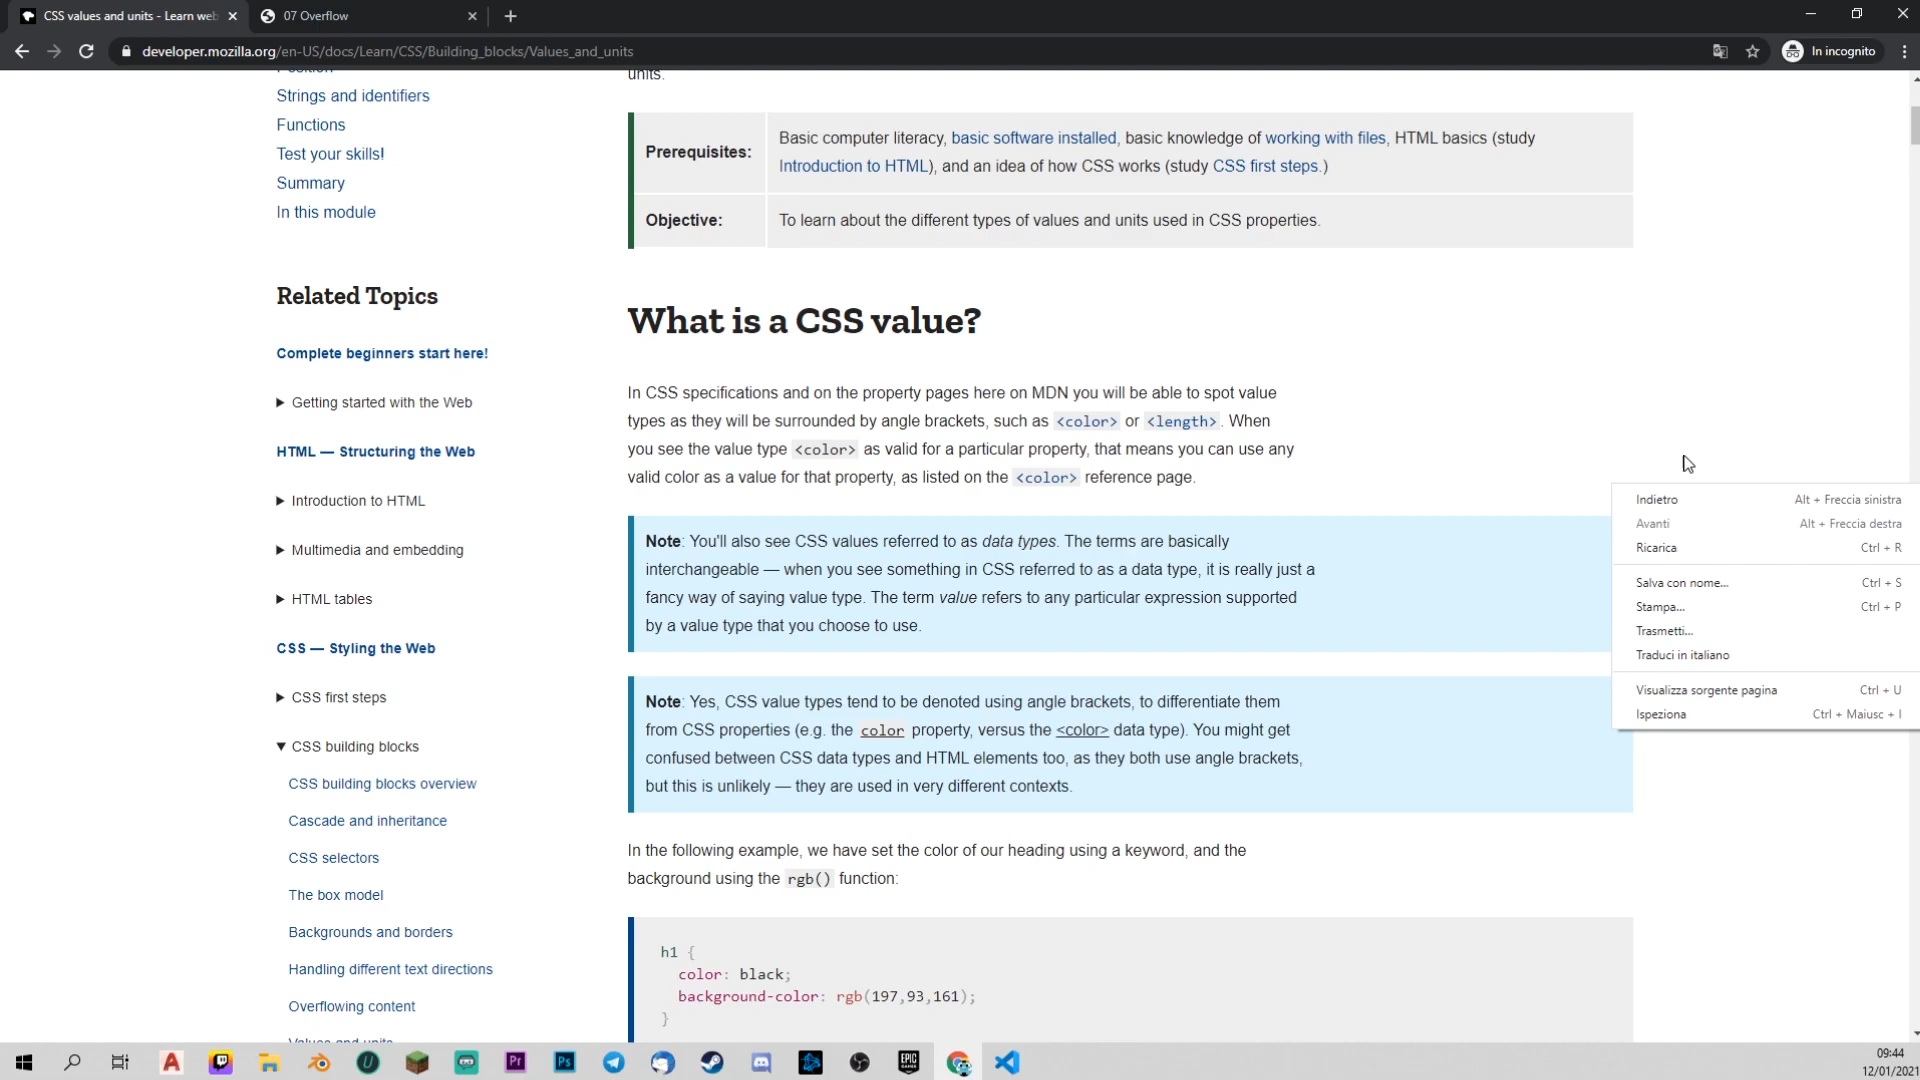 CSS values and units - Learn web
07 Overflow
developer.mozilla.org/en-US/docs/Learn/CSS/Building_blocks/Values_and_units
In incognito
Strings and identifiers
Functions
Test your skills!
Summary
In this module
Related Topics
Complete beginners start here!
Getting started with the Web
HTML — Structuring the Web
Introduction to HTML
Multimedia and embedding
HTML tables
CSS — Styling the Web
CSS first steps
CSS building blocks
CSS building blocks overview
Cascade and inheritance
CSS selectors
The box model
Backgrounds and borders
Handling different text directions
Overflowing content
Values and units
units.
Prerequisites:
Basic computer literacy, basic software installed, basic knowledge of working with files, HTML basics (study
Introduction to HTML), and an idea of how CSS works (study CSS first steps.)
Objective:
To learn about the different types of values and units used in CSS properties.
What is a CSS value?
In CSS specifications and on the property pages here on MDN you will be able to spot value
types as they will be surrounded by angle brackets, such as <color> or <length>. When
you see the value type <color> as valid for a particular property, that means you can use any
valid color as a value for that property, as listed on the <color> reference page.
Note: You'll also see CSS values referred to as data types. The terms are basically
interchangeable — when you see something in CSS referred to as a data type, it is really just a
fancy way of saying value type. The term value refers to any particular expression supported
by a value type that you choose to use.
Note: Yes, CSS value types tend to be denoted using angle brackets, to differentiate them
from CSS properties (e.g. the color property, versus the <color> data type). You might get
confused between CSS data types and HTML elements too, as they both use angle brackets,
but this is unlikely — they are used in very different contexts.
In the following example, we have set the color of our heading using a keyword, and the
background using the rgb() function:
h1 {
color: black;
background-color: rgb(197,93,161);
}
Indietro Alt + Freccia sinistra
Avanti Alt + Freccia destra
Ricarica Ctrl + R
Salva con nome... Ctrl + S
Stampa... Ctrl + P
Trasmetti...
Traduci in italiano
Visualizza sorgente pagina Ctrl + U
Ispeziona Ctrl + Maiusc + I
Pr
Ps
EPIC
GAMES
09:44
12/01/2021